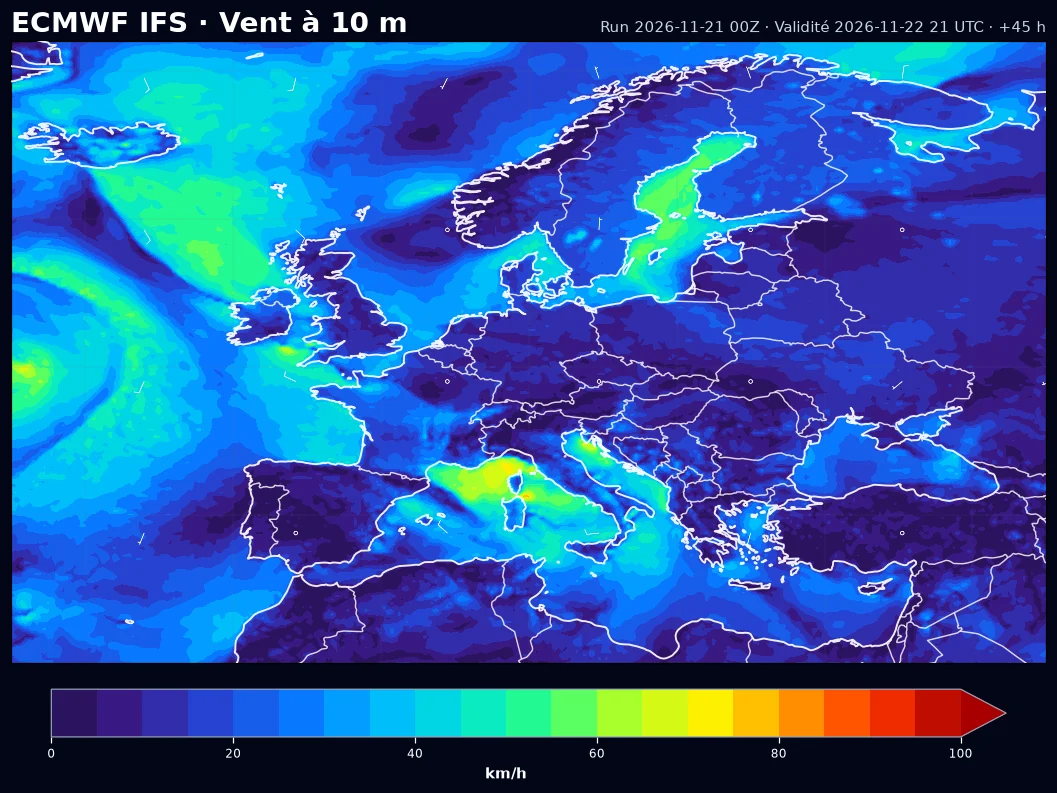 ECMWF IFS · Vent à 10 m
Run 2026-11-21 00Z · Validité 2026-11-22 21 UTC · +45 h
0 20 40 60 80 100
km/h